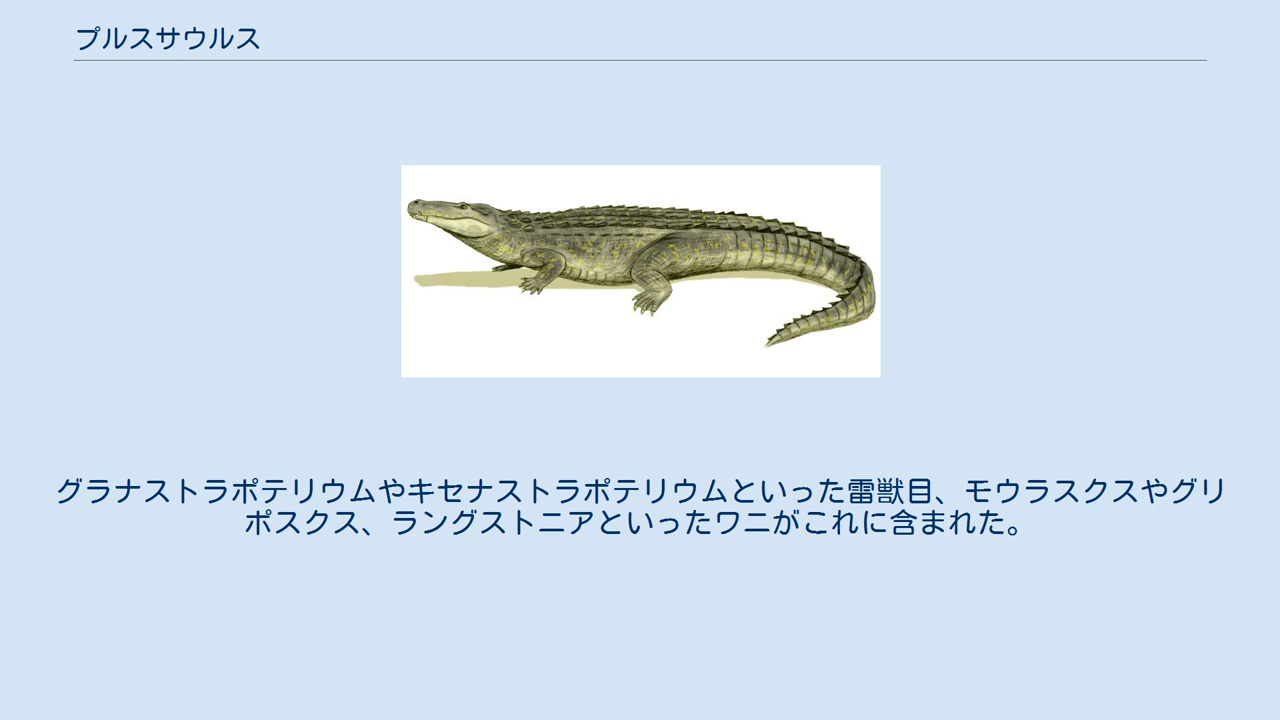 プルスサウルス
グラナストラポテリウムやキセナストラポテリウムといった雷獣目、モウラスクスやグリ
ポスクス、ラングストニアといったワニがこれに含まれた。